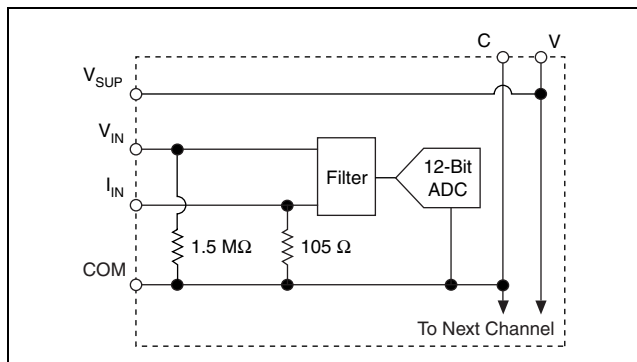 C V
V_SUP
V_IN
I_IN
Filter
12-Bit
ADC
1.5 MΩ
105 Ω
COM
To Next Channel